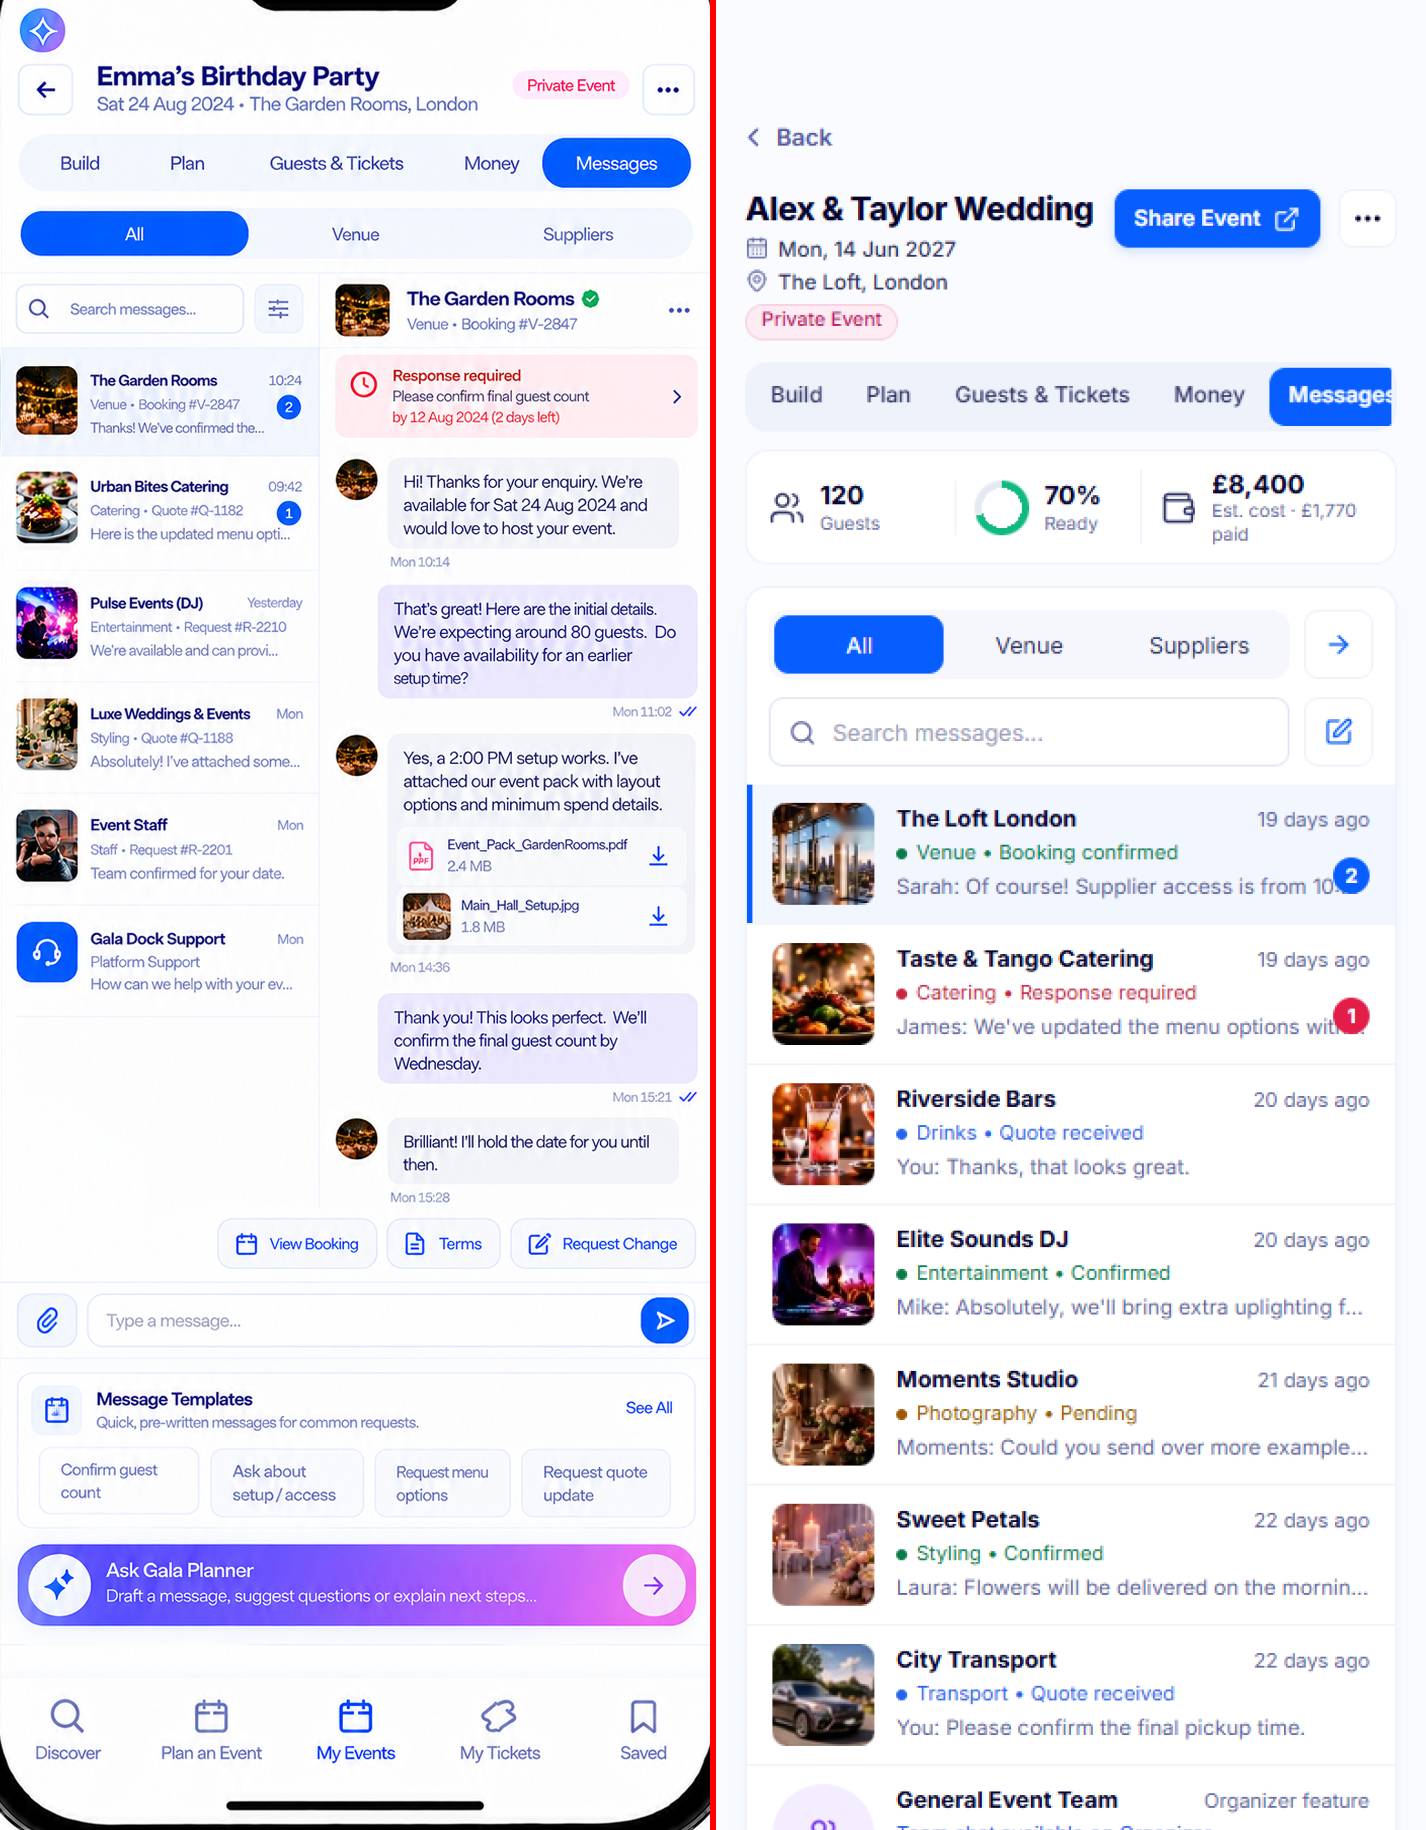 Emma's Birthday Party
Sat 24 Aug 2024 • The Garden Rooms, London
Private Event
Build
Plan
Guests & Tickets
Money
Messages
All
Venue
Suppliers
Search messages...
The Garden Rooms
10:24
Venue • Booking #V-2847
2
Thanks! We've confirmed the...
Urban Bites Catering
09:42
Catering • Quote #Q-1182
1
Here is the updated menu opti...
Pulse Events (DJ)
Yesterday
Entertainment • Request #R-2210
We're available and can provi...
Luxe Weddings & Events
Mon
Styling • Quote #Q-1188
Absolutely! I've attached some...
Event Staff
Mon
Staff • Request #R-2201
Team confirmed for your date.
Gala Dock Support
Mon
Platform Support
How can we help with your ev...
The Garden Rooms
Venue • Booking #V-2847
Response required
Please confirm final guest count
by 12 Aug 2024 (2 days left)
Hi! Thanks for your enquiry. We're
available for Sat 24 Aug 2024 and
would love to host your event.
Mon 10:14
That's great! Here are the initial details.
We're expecting around 80 guests. Do
you have availability for an earlier
setup time?
Mon 11:02
Yes, a 2:00 PM setup works. I've
attached our event pack with layout
options and minimum spend details.
PDF
Event_Pack_GardenRooms.pdf
2.4 MB
Main_Hall_Setup.jpg
1.8 MB
Mon 14:36
Thank you! This looks perfect. We'll
confirm the final guest count by
Wednesday.
Mon 15:21
Brilliant! I'll hold the date for you until
then.
Mon 15:28
View Booking
Terms
Request Change
Type a message...
Message Templates
Quick, pre-written messages for common requests.
See All
Confirm guest
count
Ask about
setup / access
Request menu
options
Request quote
update
Ask Gala Planner
Draft a message, suggest questions or explain next steps...
Discover
Plan an Event
My Events
My Tickets
Saved
Back
Alex & Taylor Wedding
Share Event
Mon, 14 Jun 2027
The Loft, London
Private Event
Build
Plan
Guests & Tickets
Money
Messages
120
Guests
70%
Ready
£8,400
Est. cost · £1,770
paid
All
Venue
Suppliers
Search messages...
The Loft London
19 days ago
Venue • Booking confirmed
Sarah: Of course! Supplier access is from 10
2
Taste & Tango Catering
19 days ago
Catering • Response required
James: We've updated the menu options with
1
Riverside Bars
20 days ago
Drinks • Quote received
You: Thanks, that looks great.
Elite Sounds DJ
20 days ago
Entertainment • Confirmed
Mike: Absolutely, we'll bring extra uplighting f...
Moments Studio
21 days ago
Photography • Pending
Moments: Could you send over more example...
Sweet Petals
22 days ago
Styling • Confirmed
Laura: Flowers will be delivered on the mornin...
City Transport
22 days ago
Transport • Quote received
You: Please confirm the final pickup time.
General Event Team
Organizer feature